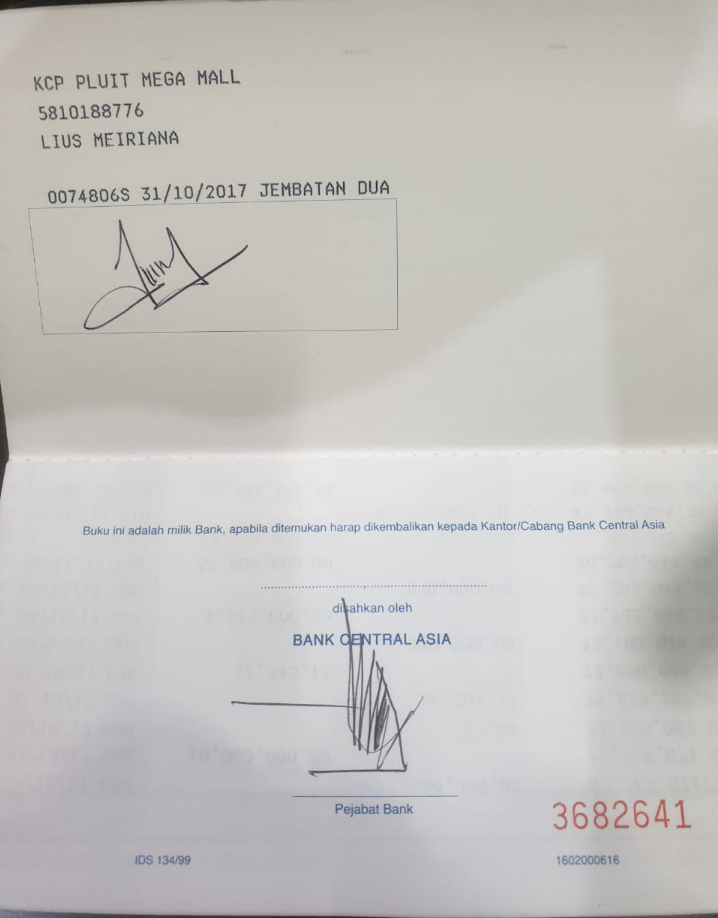 KCP PLUIT MEGA MALL
5810188776
LIUS MEIRIANA
0074806S 31/10/2017 JEMBATAN DUA
Buku ini adalah milik Bank, apabila ditemukan harap dikembalikan kepada Kantor/Cabang Bank Central Asia
disahkan oleh
BANK CENTRAL ASIA
Pejabat Bank
3682641
IDS 134/99
1602000616